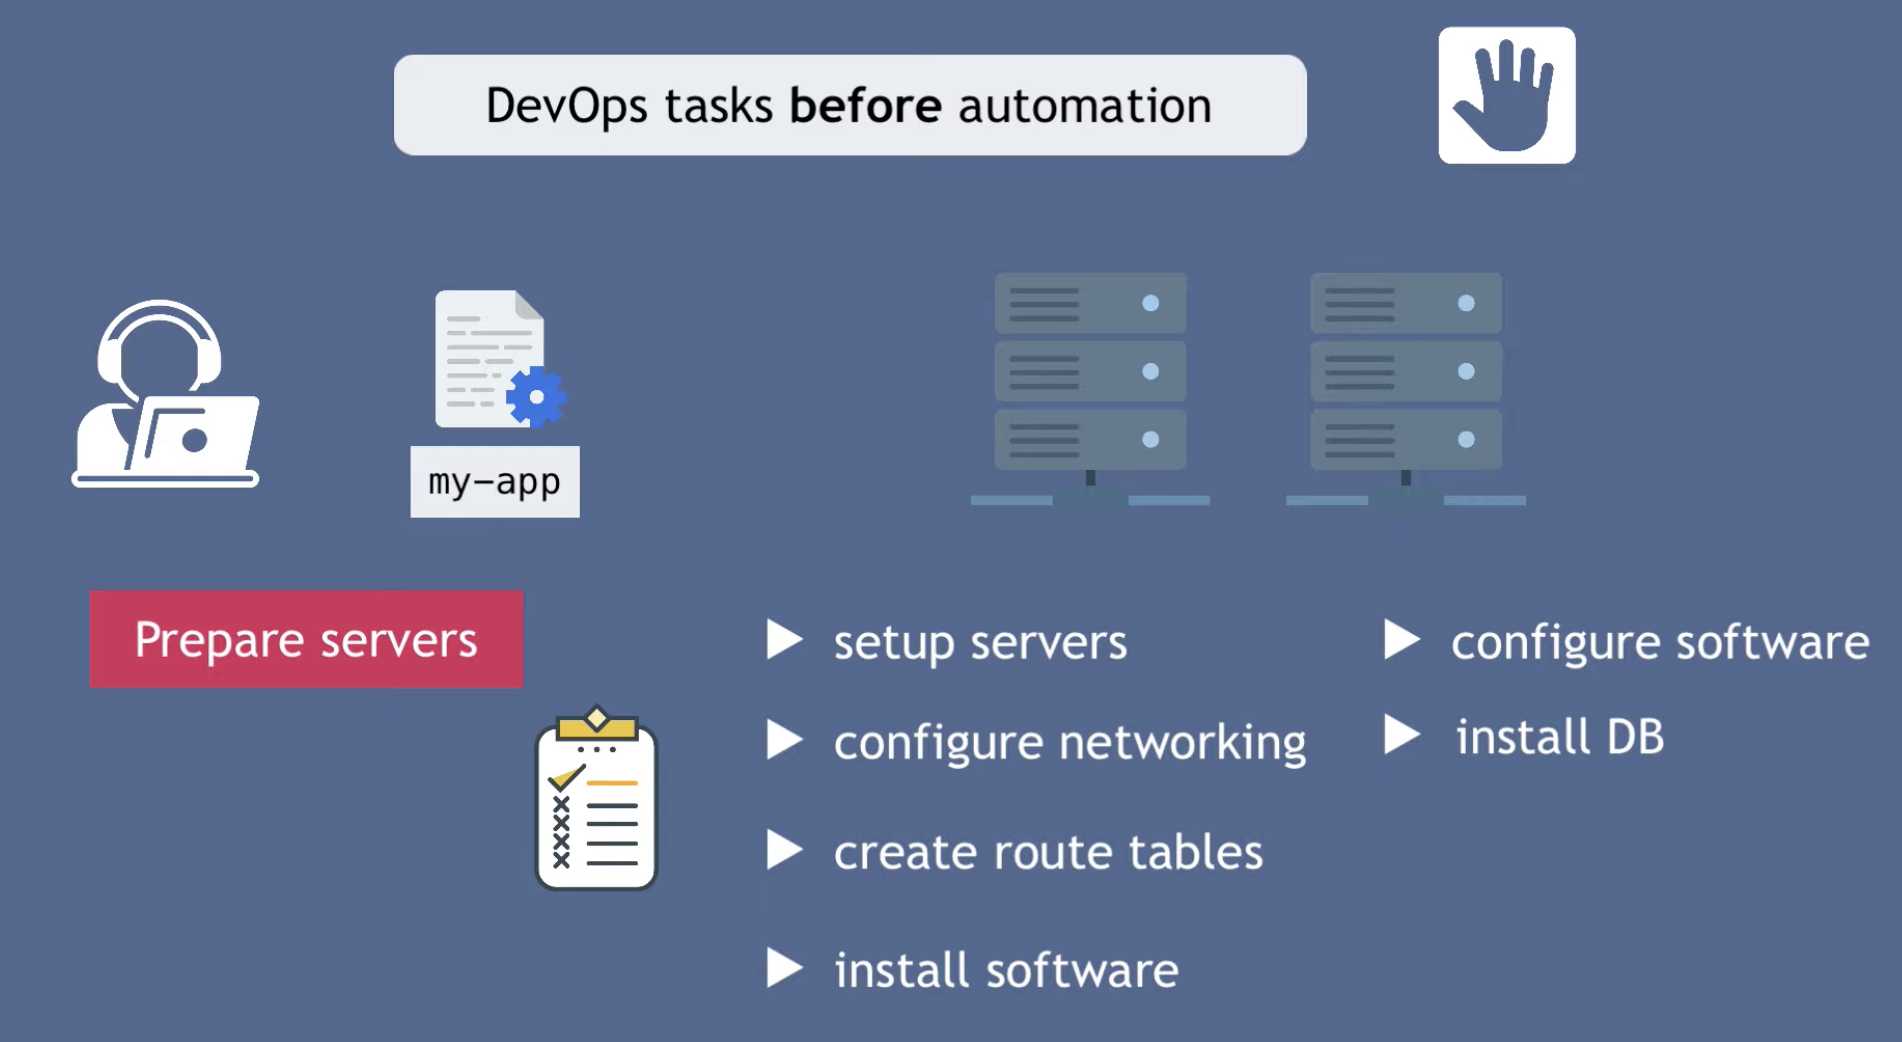 DevOps tasks before automation
my-app
Prepare servers
setup servers
configure networking
create route tables
install software
configure software
install DB